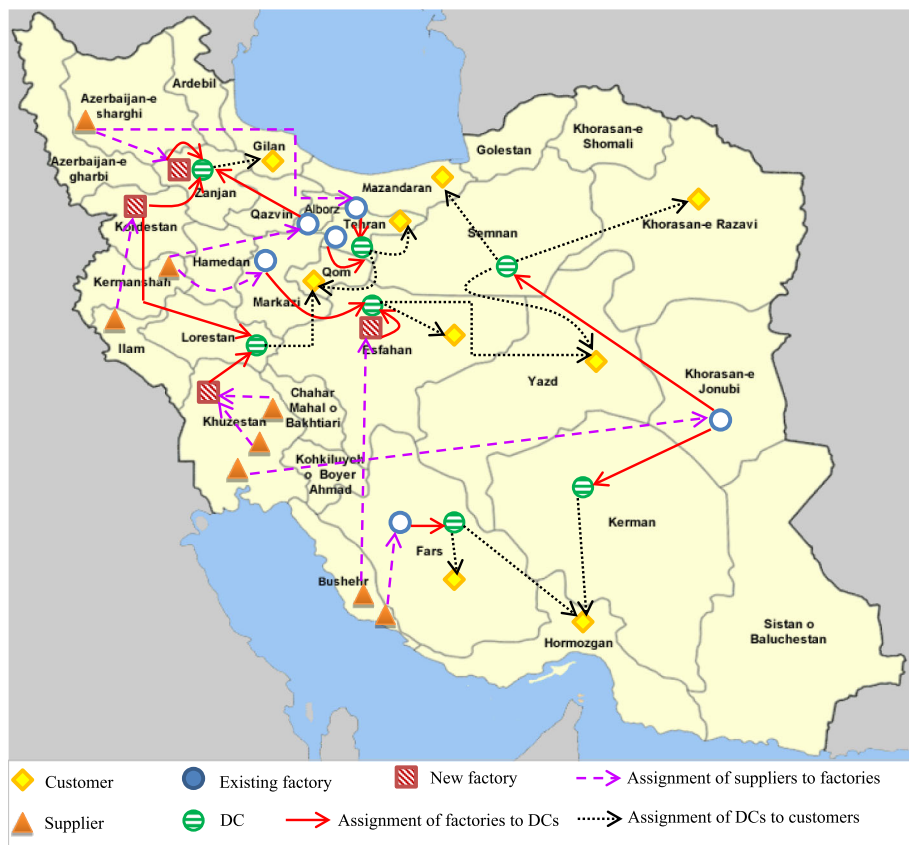 Ardebil
Azerbaijan-e
sharghi
Khorasan-e
Shomali
Golestan
Gilan
Azerbaijan-e
gharbi
Zanjan
Mazandaran
Kordestan
Qazvin
Alborz
Tehran
Semnan
Khorasan-e Razavi
Hamedan
Qom
Kermanshah
Markazi
Ilam
Lorestan
Esfahan
Yazd
Khorasan-e
Jonubi
Chahar
Mahal o
Bakhtiari
Khuzestan
Kohkiluyeh
o Boyer
Ahmad
Kerman
Fars
Bushehr
Hormozgan
Sistan o
Baluchestan
Customer
Existing factory
New factory
Assignment of suppliers to factories
Supplier
DC
Assignment of factories to DCs
Assignment of DCs to customers